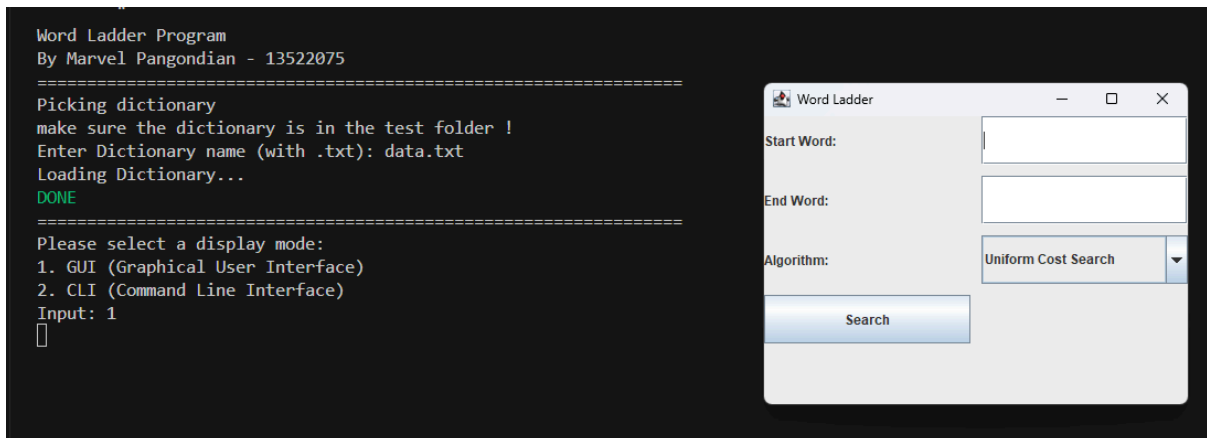 Word Ladder Program
By Marvel Pangondian - 13522075
=================================================================
Picking dictionary
make sure the dictionary is in the test folder !
Enter Dictionary name (with .txt): data.txt
Loading Dictionary...
DONE
=================================================================
Please select a display mode:
1. GUI (Graphical User Interface)
2. CLI (Command Line Interface)
Input: 1
Word Ladder
Start Word:
End Word:
Algorithm: Uniform Cost Search
Search